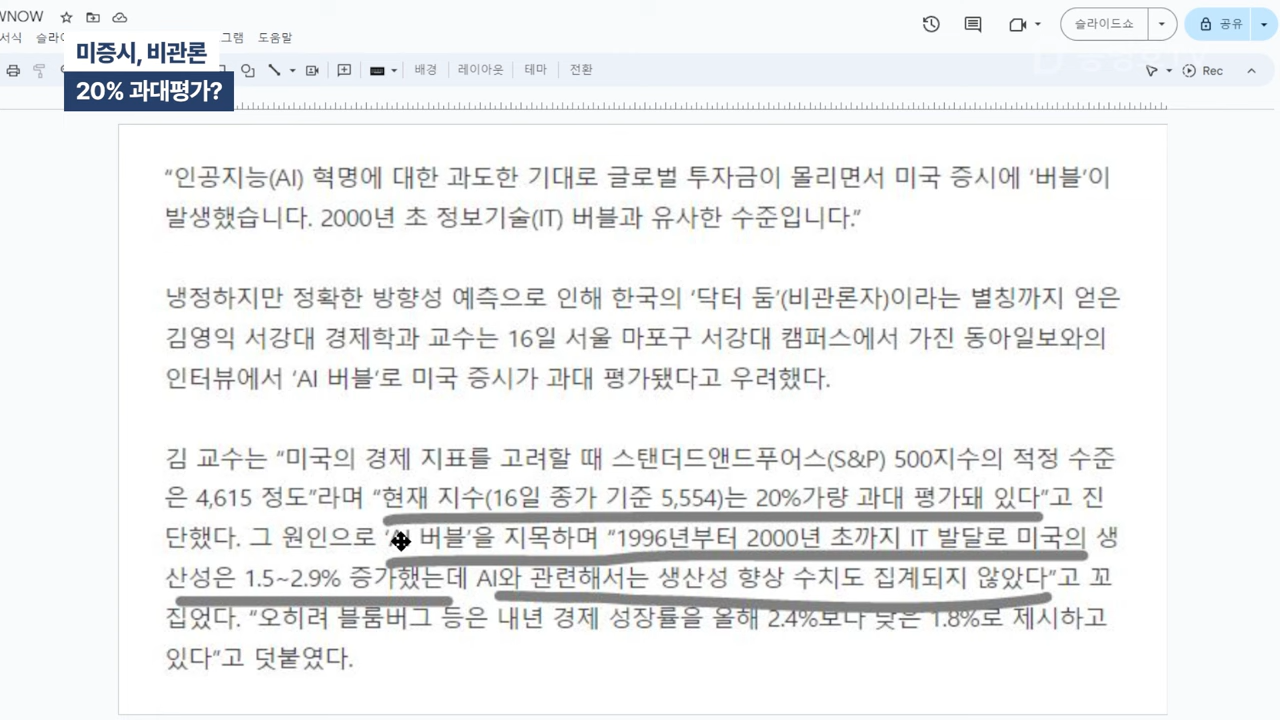 WNOW
서식
슬라이
그램
도움말
슬라이드쇼
공유
미증시, 비관론
20% 과대평가?
배경
레이아웃
테마
전환
Rec
“인공지능(AI) 혁명에 대한 과도한 기대로 글로벌 투자금이 몰리면서 미국 증시에 ‘버블’이
발생했습니다. 2000년 초 정보기술(IT) 버블과 유사한 수준입니다.”
냉정하지만 정확한 방향성 예측으로 인해 한국의 ‘닥터 둠’(비관론자)이라는 별칭까지 얻은
김영익 서강대 경제학과 교수는 16일 서울 마포구 서강대 캠퍼스에서 가진 동아일보와의
인터뷰에서 ‘AI 버블’로 미국 증시가 과대 평가됐다고 우려했다.
김 교수는 “미국의 경제 지표를 고려할 때 스탠더드앤드푸어스(S&P) 500지수의 적정 수준
은 4,615 정도”라며 “현재 지수(16일 종가 기준 5,554)는 20%가량 과대 평가돼 있다”고 진
단했다. 그 원인으로 ‘AI 버블’을 지목하며 “1996년부터 2000년 초까지 IT 발달로 미국의 생
산성은 1.5~2.9% 증가했는데 AI와 관련해서는 생산성 향상 수치도 집계되지 않았다”고 꼬
집었다. “오히려 블룸버그 등은 내년 경제 성장률을 올해 2.4%보다 낮은 1.8%로 제시하고
있다”고 덧붙였다.